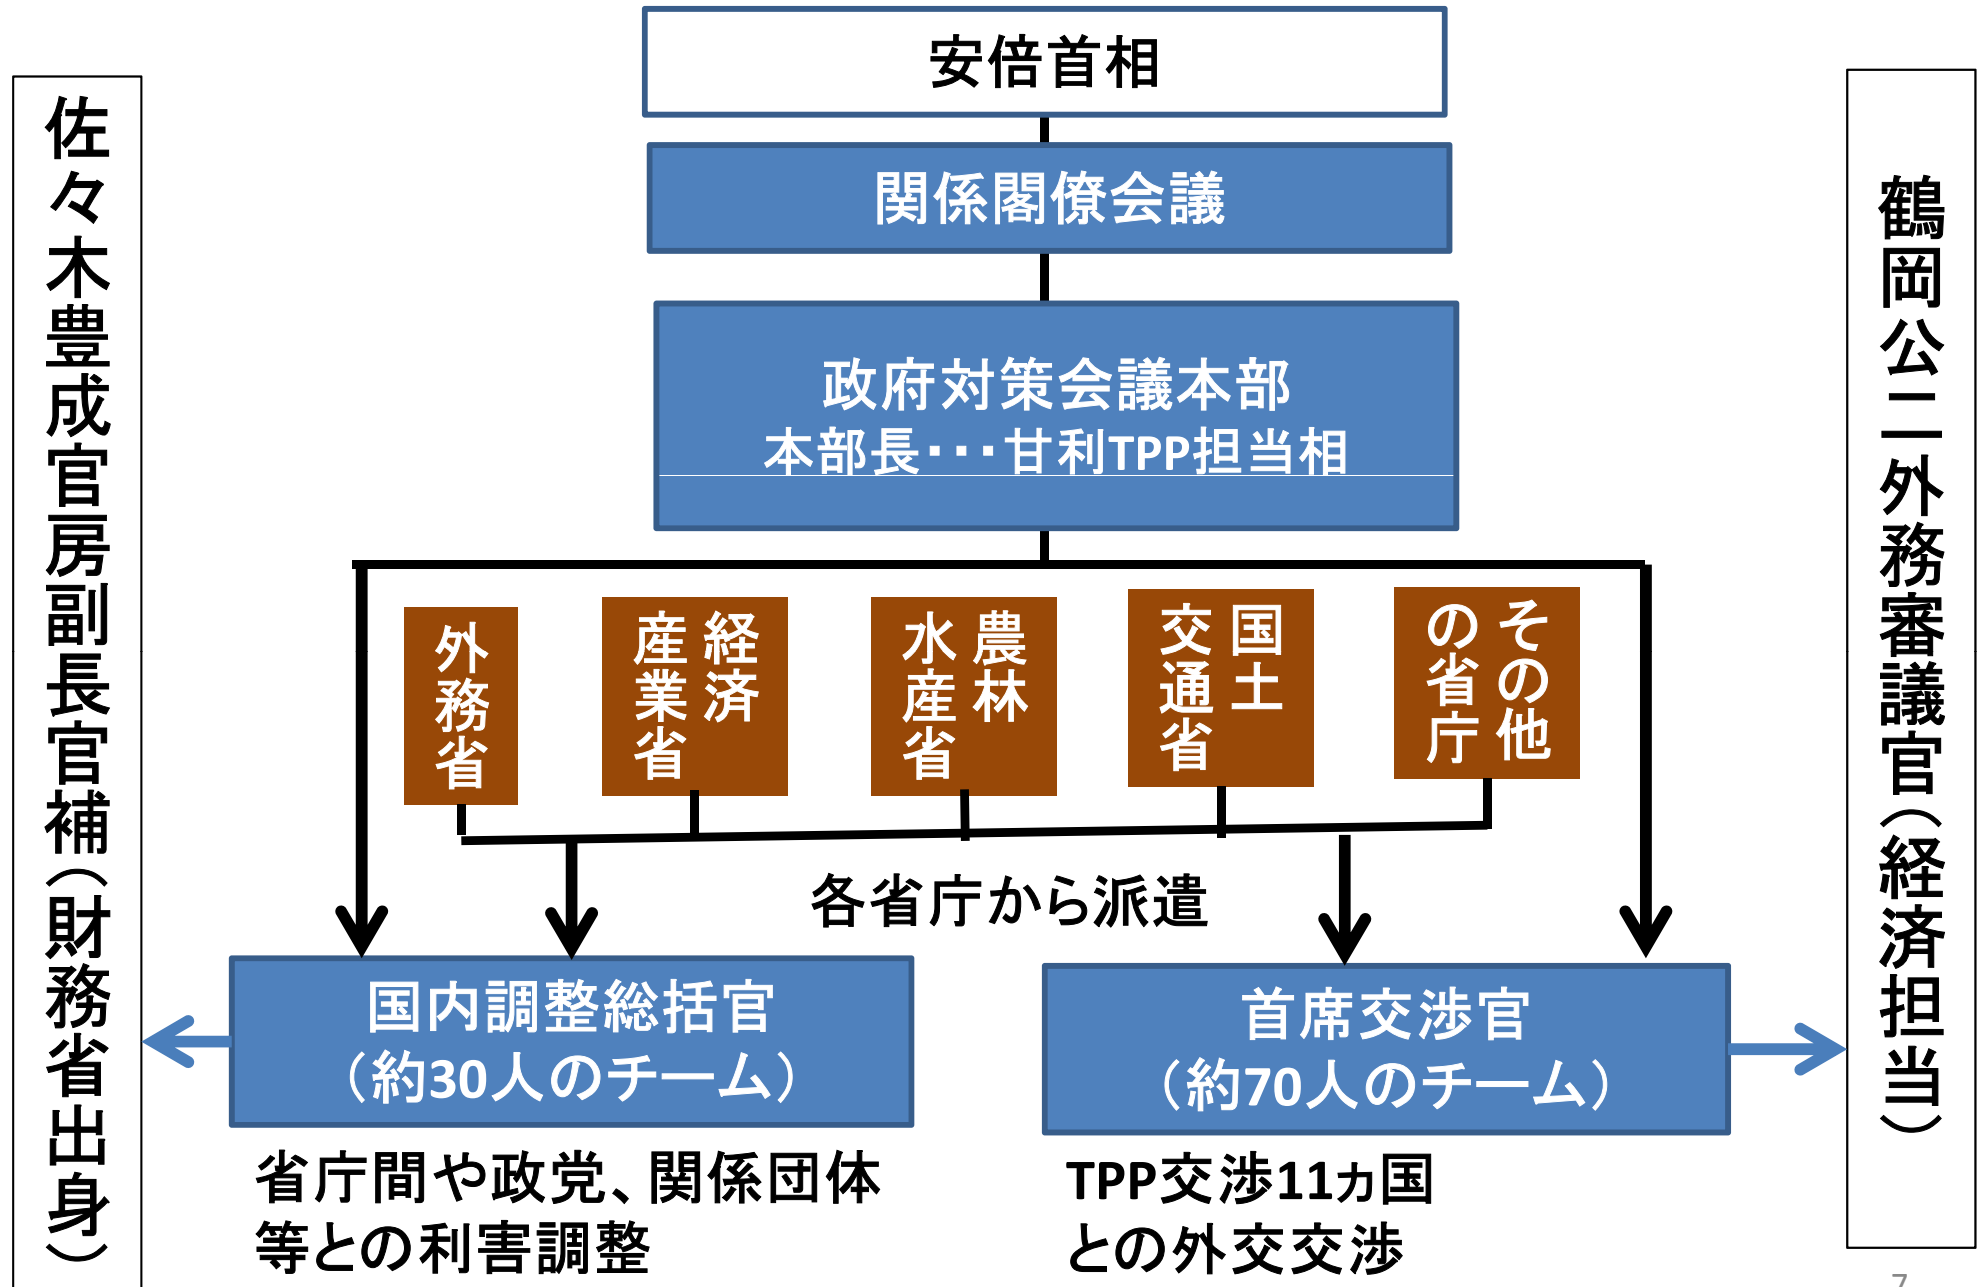 安倍首相
関係閣僚会議
政府対策会議本部
本部長・・・甘利TPP担当相
外務省
経済
産業省
農林
水産省
国土
交通省
その他
の省庁
各省庁から派遣
国内調整総括官
（約30人のチーム）
省庁間や政党、関係団体
等との利害調整
首席交渉官
（約70人のチーム）
TPP交渉11ヵ国
との外交交渉
佐々木豊成官房副長官補（財務省出身）
鶴岡公二外務審議官（経済担当）
7